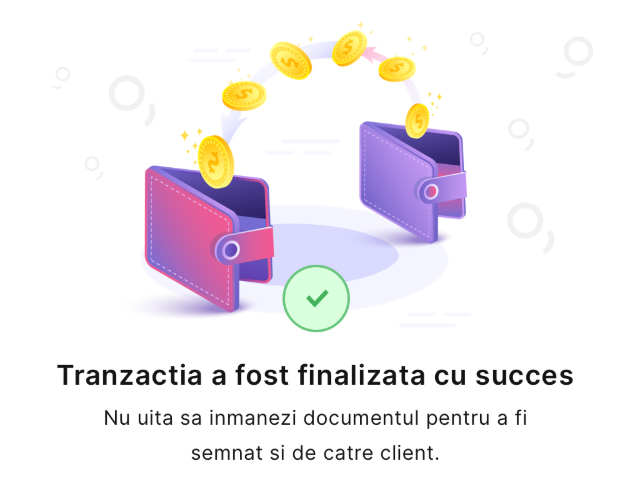 Tranzactia a fost finalizata cu succes
Nu uita sa inmanezi documentul pentru a fi
semnat si de catre client.